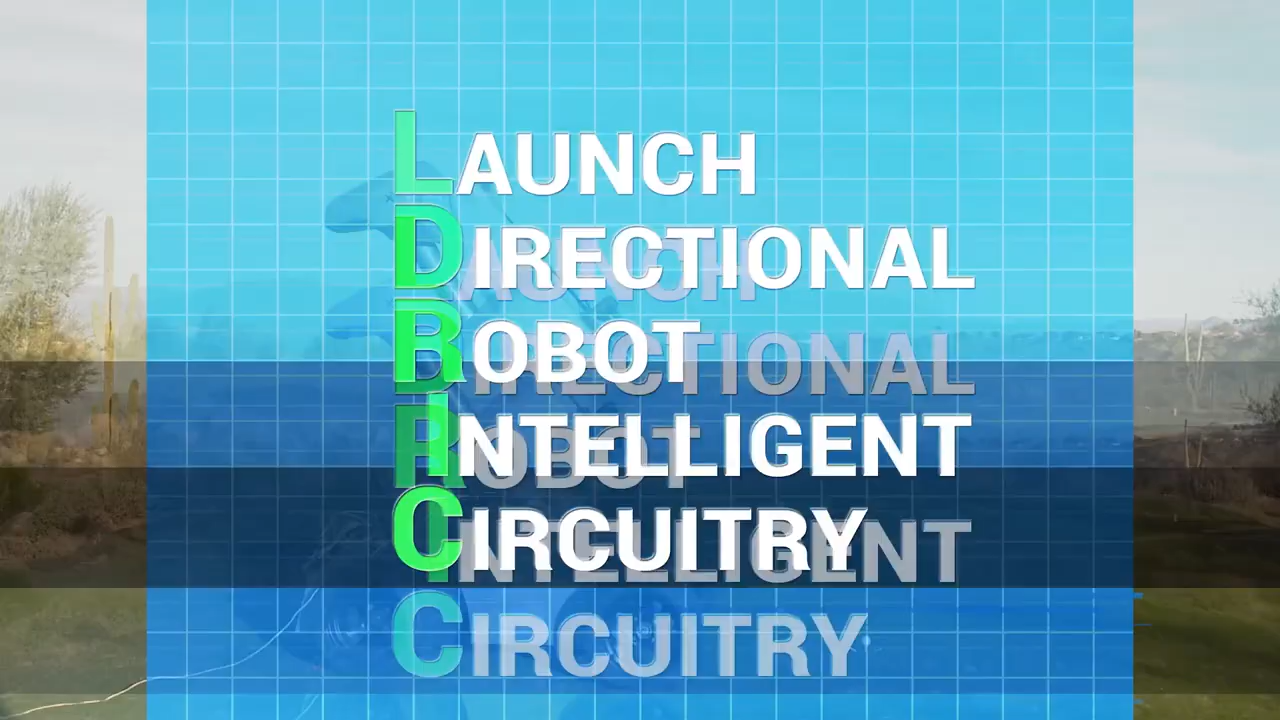 LAUNCH
DIRECTIONAL
ROBOT
INTELLIGENT
CIRCUITRY